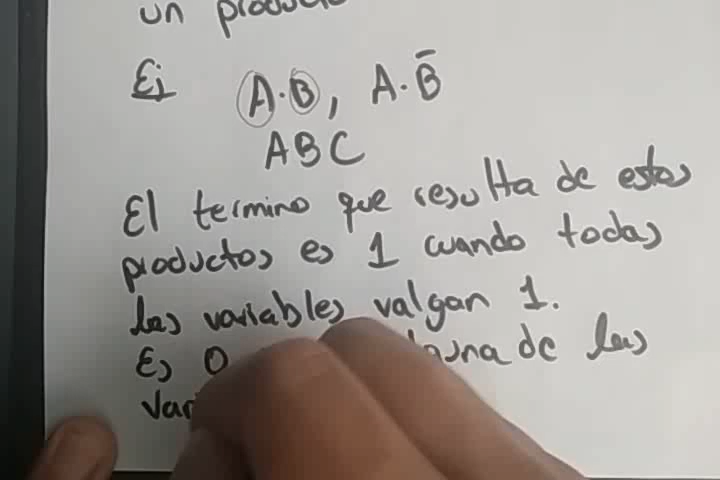 un
Ej A·B, A·B̄
ABC
El termino que resulta de estos
productos es 1 cuando todas
las variables valgan 1.
Es 0 de las